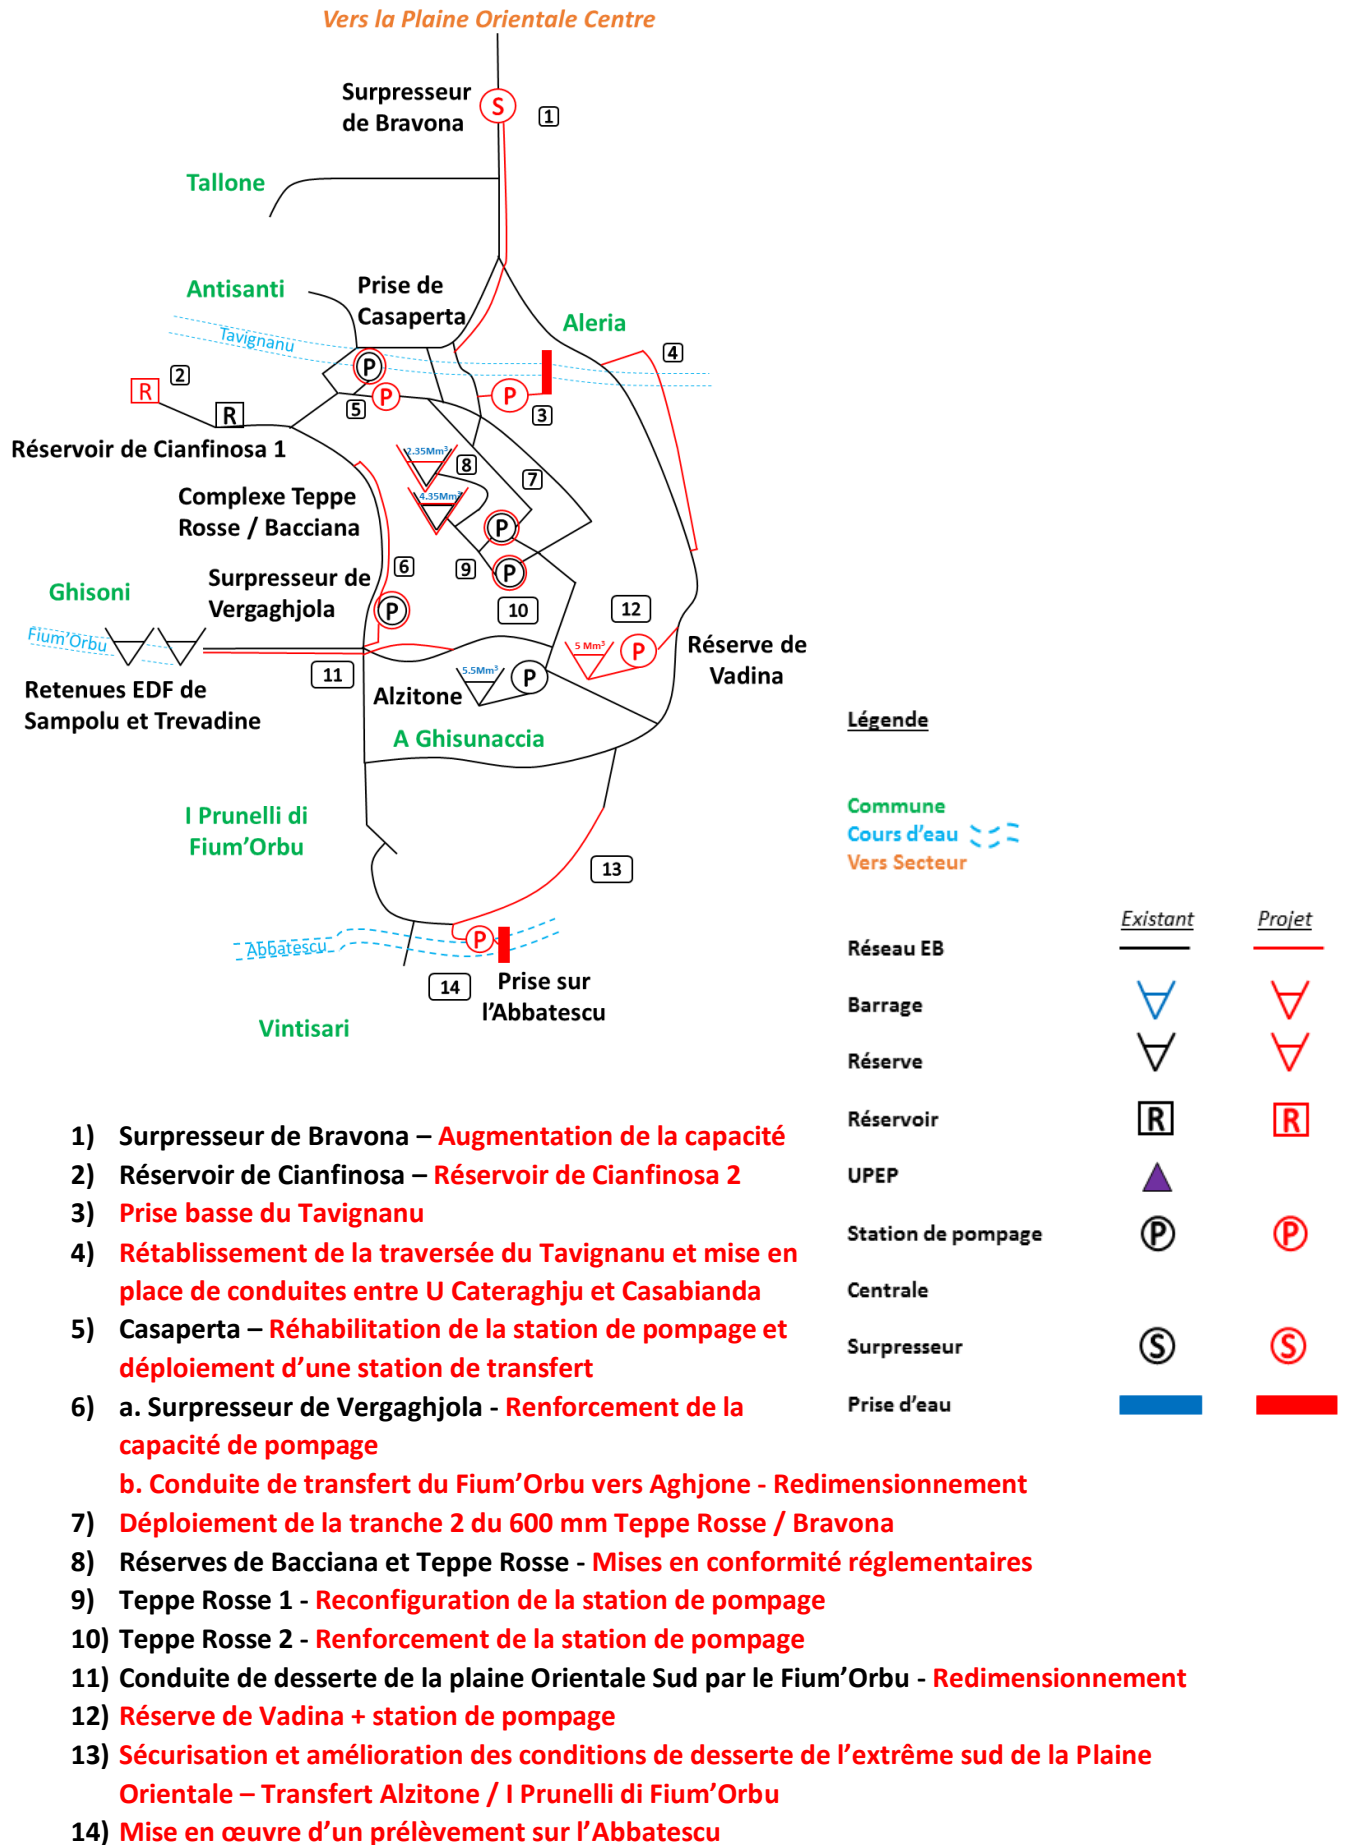 Vers la Plaine Orientale Centre
Surpresseur
de Bravona
S
1
Tallone
Antisanti
Prise de
Casaperta
Aleria
Tavignanu
4
P
2
R
R
5
P
P
3
Réservoir de Cianfinosa 1
2.35Mm³
8
7
Complexe Teppe
Rosse / Bacciana
4.35Mm³
P
6
9
P
Surpresseur de
Vergaghjola
Ghisoni
P
10
12
Fium'Orbu
5 Mm³
P
Réserve de
Vadina
11
5.5Mm³
P
Alzitone
Retenues EDF de
Sampolu et Trevadine
A Ghisunaccia
I Prunelli di
Fium'Orbu
13
Abbatescu
P
14
Prise sur
l'Abbatescu
Vintisari
Légende
Commune
Cours d'eau
Vers Secteur
Existant Projet
Réseau EB
Barrage
Réserve
Réservoir R R
UPEP
Station de pompage P P
Centrale
Surpresseur S S
Prise d'eau
1) Surpresseur de Bravona – Augmentation de la capacité
2) Réservoir de Cianfinosa – Réservoir de Cianfinosa 2
3) Prise basse du Tavignanu
4) Rétablissement de la traversée du Tavignanu et mise en
place de conduites entre U Cateraghju et Casabianda
5) Casaperta – Réhabilitation de la station de pompage et
déploiement d'une station de transfert
6) a. Surpresseur de Vergaghjola - Renforcement de la
capacité de pompage
b. Conduite de transfert du Fium'Orbu vers Aghjone - Redimensionnement
7) Déploiement de la tranche 2 du 600 mm Teppe Rosse / Bravona
8) Réserves de Bacciana et Teppe Rosse - Mises en conformité réglementaires
9) Teppe Rosse 1 - Reconfiguration de la station de pompage
10) Teppe Rosse 2 - Renforcement de la station de pompage
11) Conduite de desserte de la plaine Orientale Sud par le Fium'Orbu - Redimensionnement
12) Réserve de Vadina + station de pompage
13) Sécurisation et amélioration des conditions de desserte de l'extrême sud de la Plaine
Orientale – Transfert Alzitone / I Prunelli di Fium'Orbu
14) Mise en œuvre d'un prélèvement sur l'Abbatescu